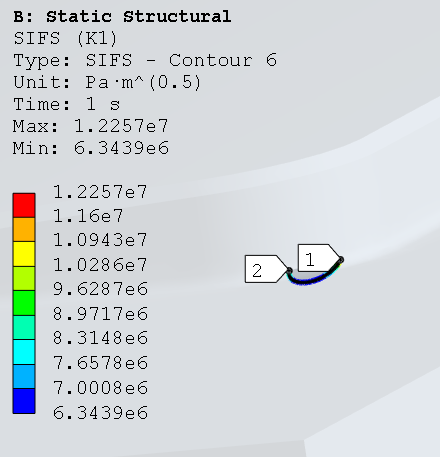 B: Static Structural
SIFS (K1)
Type: SIFS - Contour 6
Unit: Pa·m^(0.5)
Time: 1 s
Max: 1.2257e7
Min: 6.3439e6
1.2257e7
1.16e7
1.0943e7
1.0286e7
9.6287e6
8.9717e6
8.3148e6
7.6578e6
7.0008e6
6.3439e6
1
2